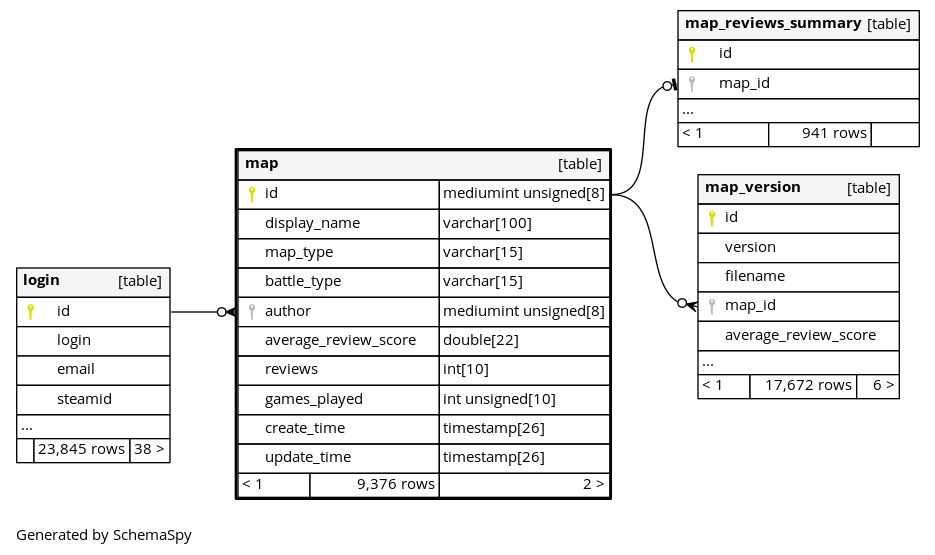 map_reviews_summary [table]
id
map_id
...
< 1 941 rows
map [table]
id mediumint unsigned[8]
display_name varchar[100]
map_type varchar[15]
battle_type varchar[15]
author mediumint unsigned[8]
average_review_score double[22]
reviews int[10]
games_played int unsigned[10]
create_time timestamp[26]
update_time timestamp[26]
< 1 9,376 rows 2 >
map_version [table]
id
version
filename
map_id
average_review_score
...
< 1 17,672 rows 6 >
login [table]
id
login
email
steamid
...
23,845 rows 38 >
Generated by SchemaSpy